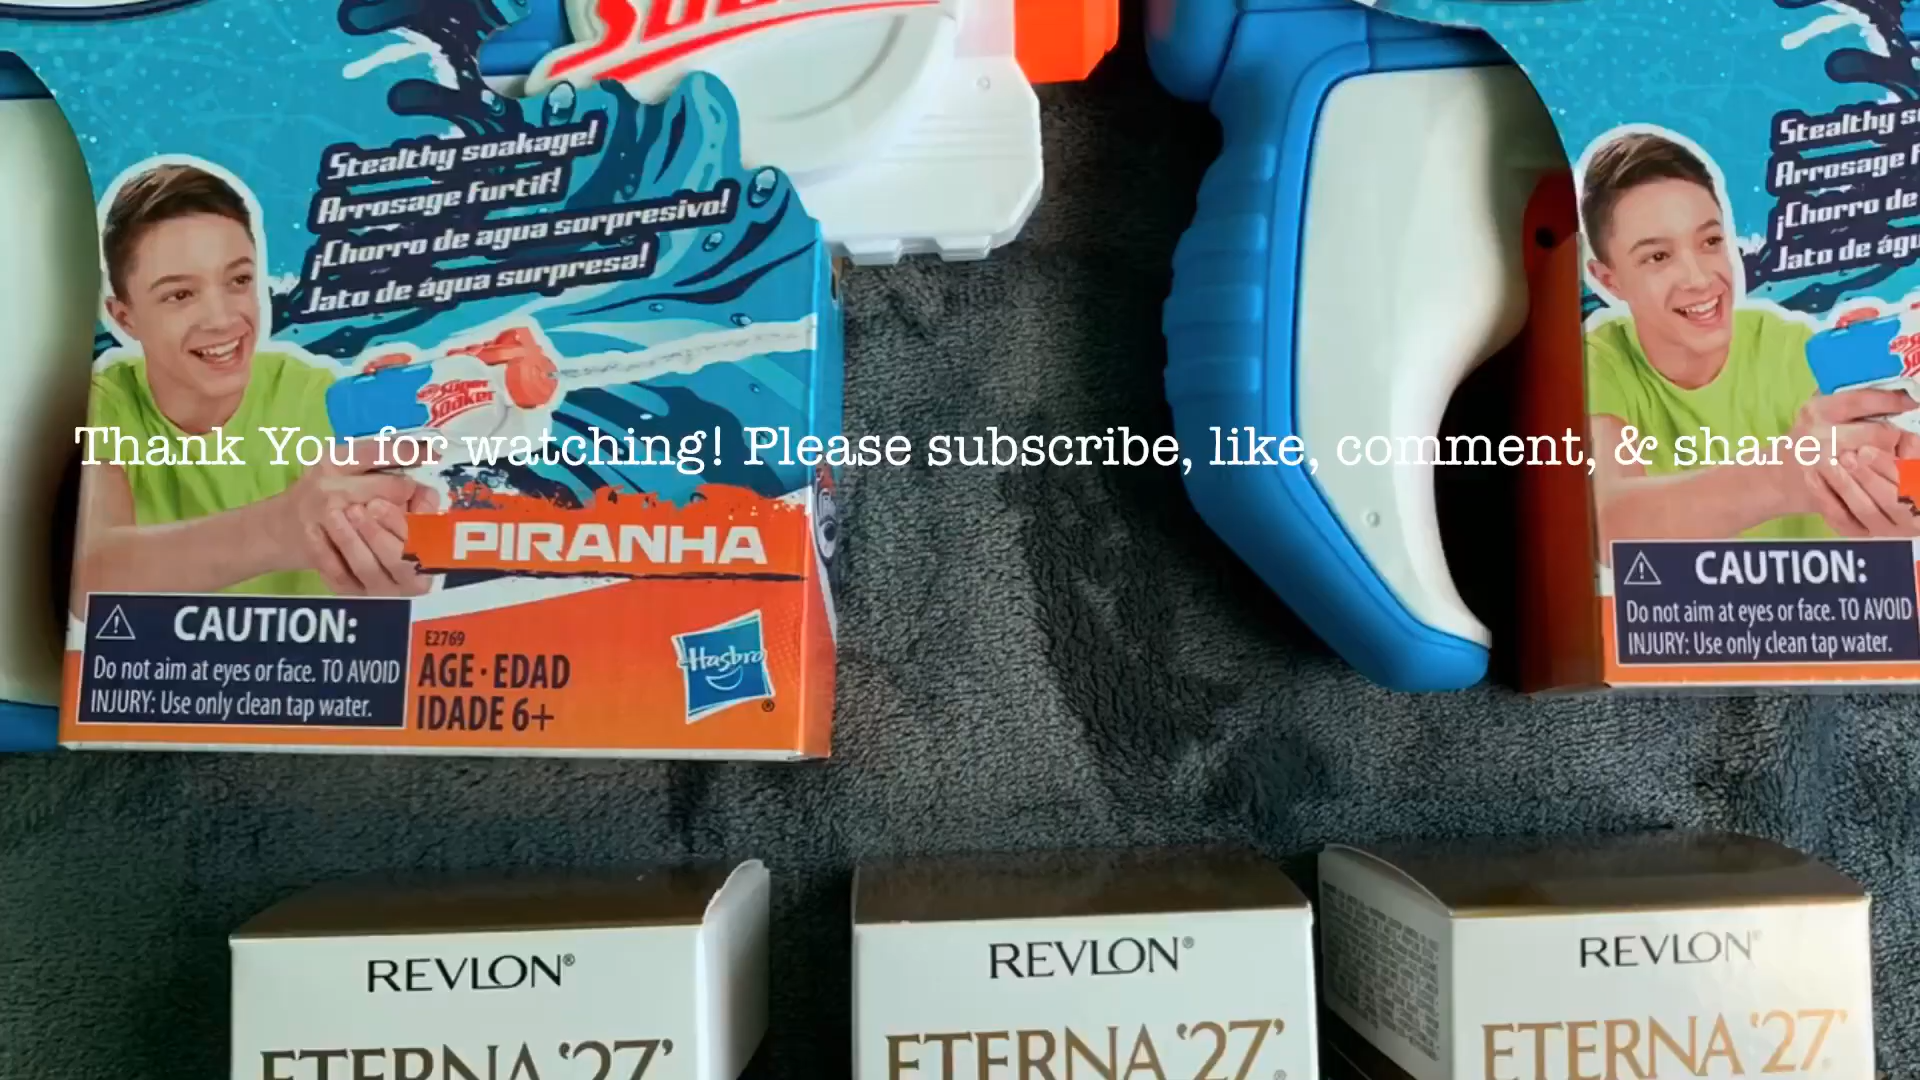 Stealthy soakage!
Arrosage furtif!
¡Chorro de agua sorpresivo!
Jato de água surpresa!
Super
Soaker
Thank You for watching! Please subscribe, like, comment, & share!
PIRANHA
CAUTION:
Do not aim at eyes or face. TO AVOID
INJURY: Use only clean tap water.
E2769
AGE · EDAD
IDADE 6+
Hasbro®
Stealthy
Arrosage
¡Chorro de
Jato de
CAUTION:
Do not aim at eyes or face. TO AVOID
INJURY: Use only clean tap water.
REVLON®
ETERNA '27'
REVLON®
ETERNA '27'
REVLON®
ETERNA '27'